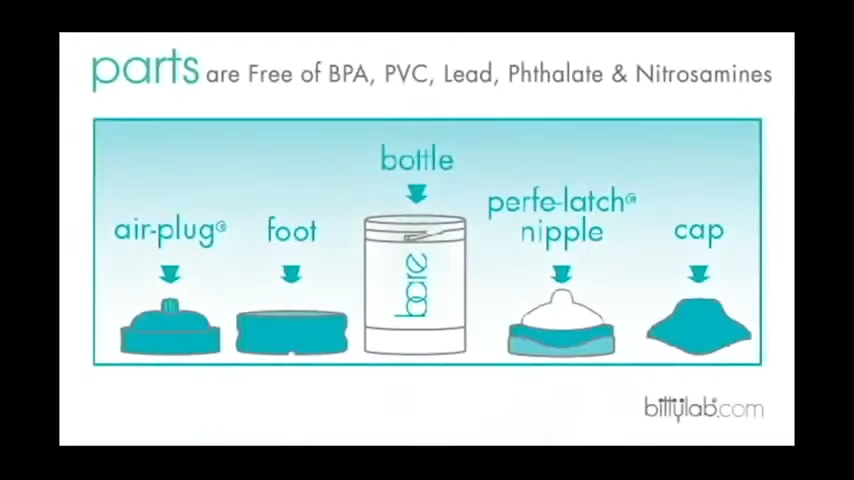 parts are Free of BPA, PVC, Lead, Phthalate & Nitrosamines
bottle
perfe-latch®
air-plug® foot nipple cap
bare
bittylab.com